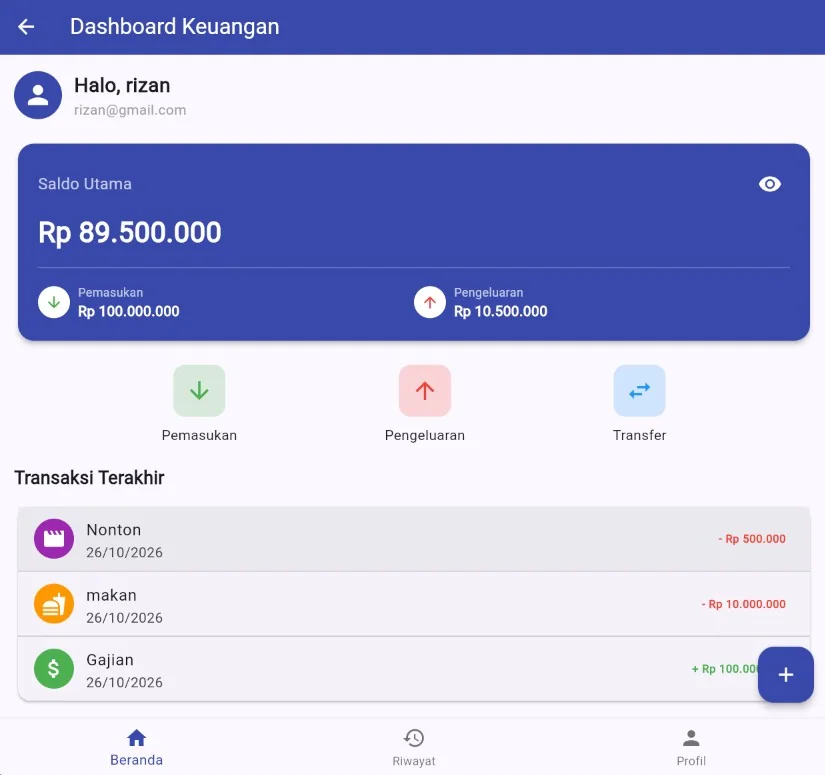 Dashboard Keuangan
Halo, rizan
rizan@gmail.com
Saldo Utama
Rp 89.500.000
Pemasukan
Rp 100.000.000
Pengeluaran
Rp 10.500.000
Pemasukan
Pengeluaran
Transfer
Transaksi Terakhir
Nonton
26/10/2026
- Rp 500.000
makan
26/10/2026
- Rp 10.000.000
Gajian
26/10/2026
+ Rp
Beranda
Riwayat
Profil